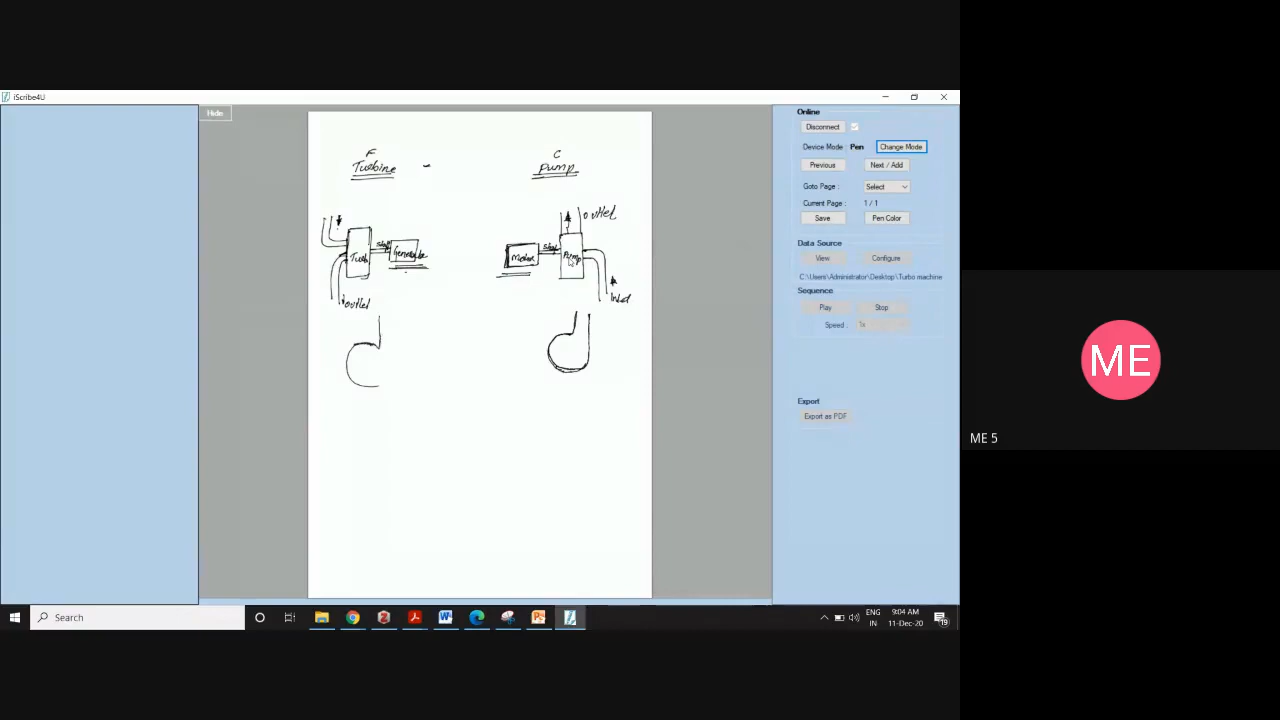 iScribe4U
Hide
F
Turbine -
C
Pump
outlet
Turb
Shaft
Motor
Shaft
Pump
outlet
Inlet
Online
Disconnect
Device Mode : Pen
Change Mode
Previous
Next / Add
Goto Page :
Select
Current Page :
1 / 1
Save
Pen Color
Data Source
View
Configure
C:\Users\Administrator\Desktop\Turbo machine
Sequence
Play
Stop
Speed :
1x
Export
Export as PDF
ME
ME 5
Search
ENG
IN
9:04 AM
11-Dec-20
19